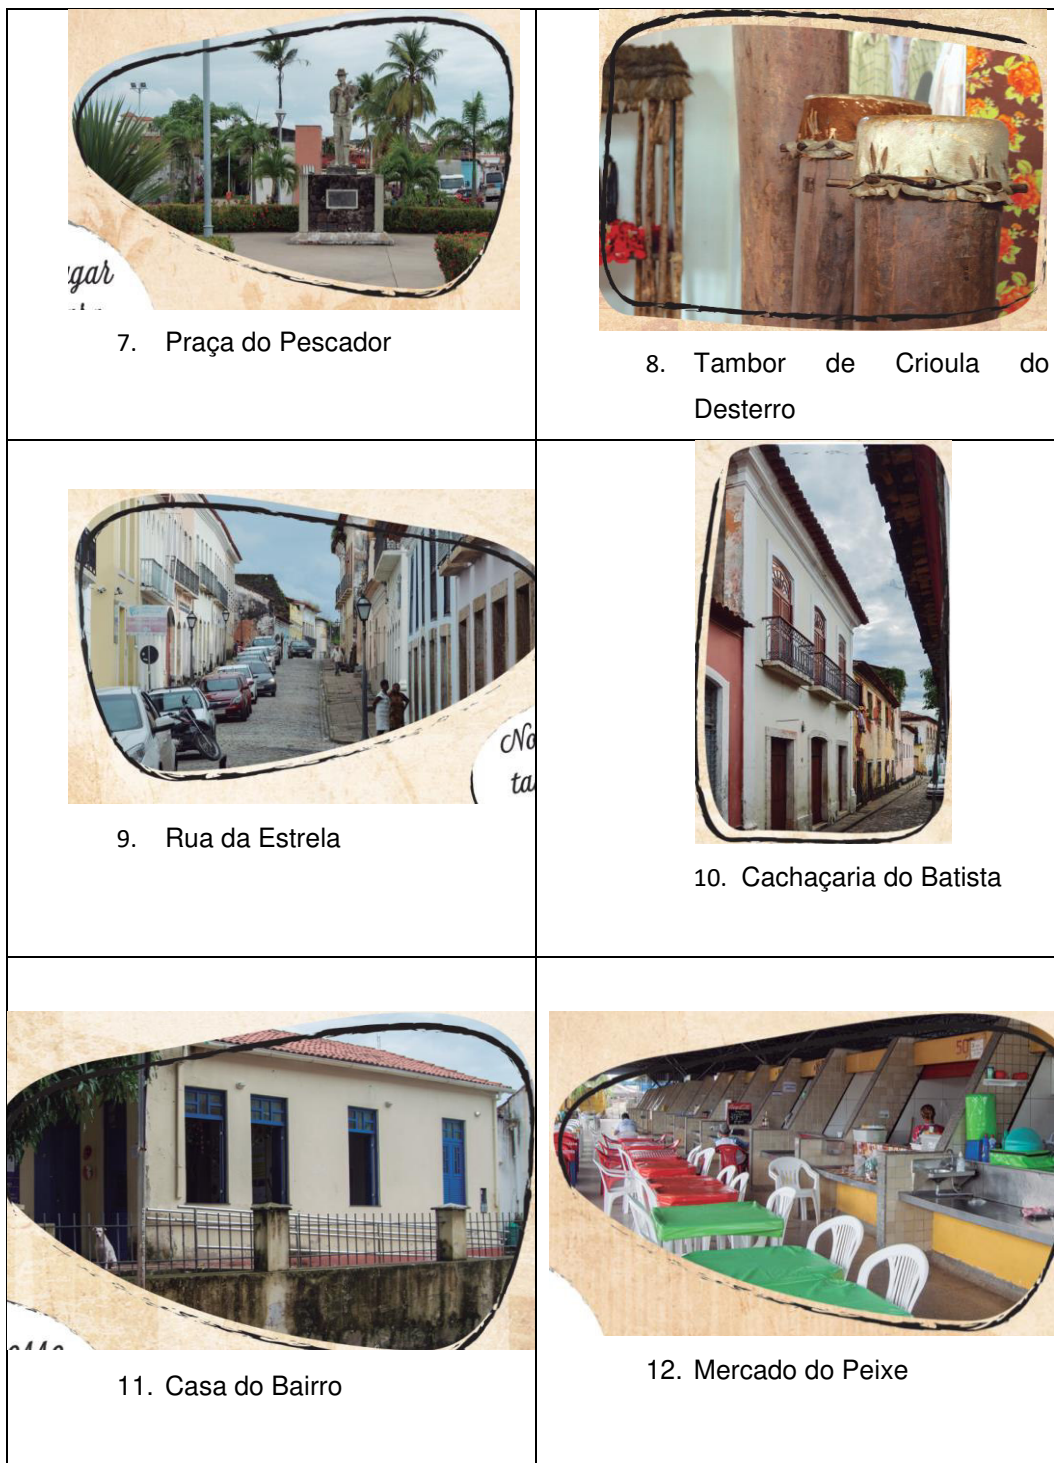 7. Praça do Pescador
8. Tambor de Crioula do
Desterro
9. Rua da Estrela
10. Cachaçaria do Batista
11. Casa do Bairro
12. Mercado do Peixe